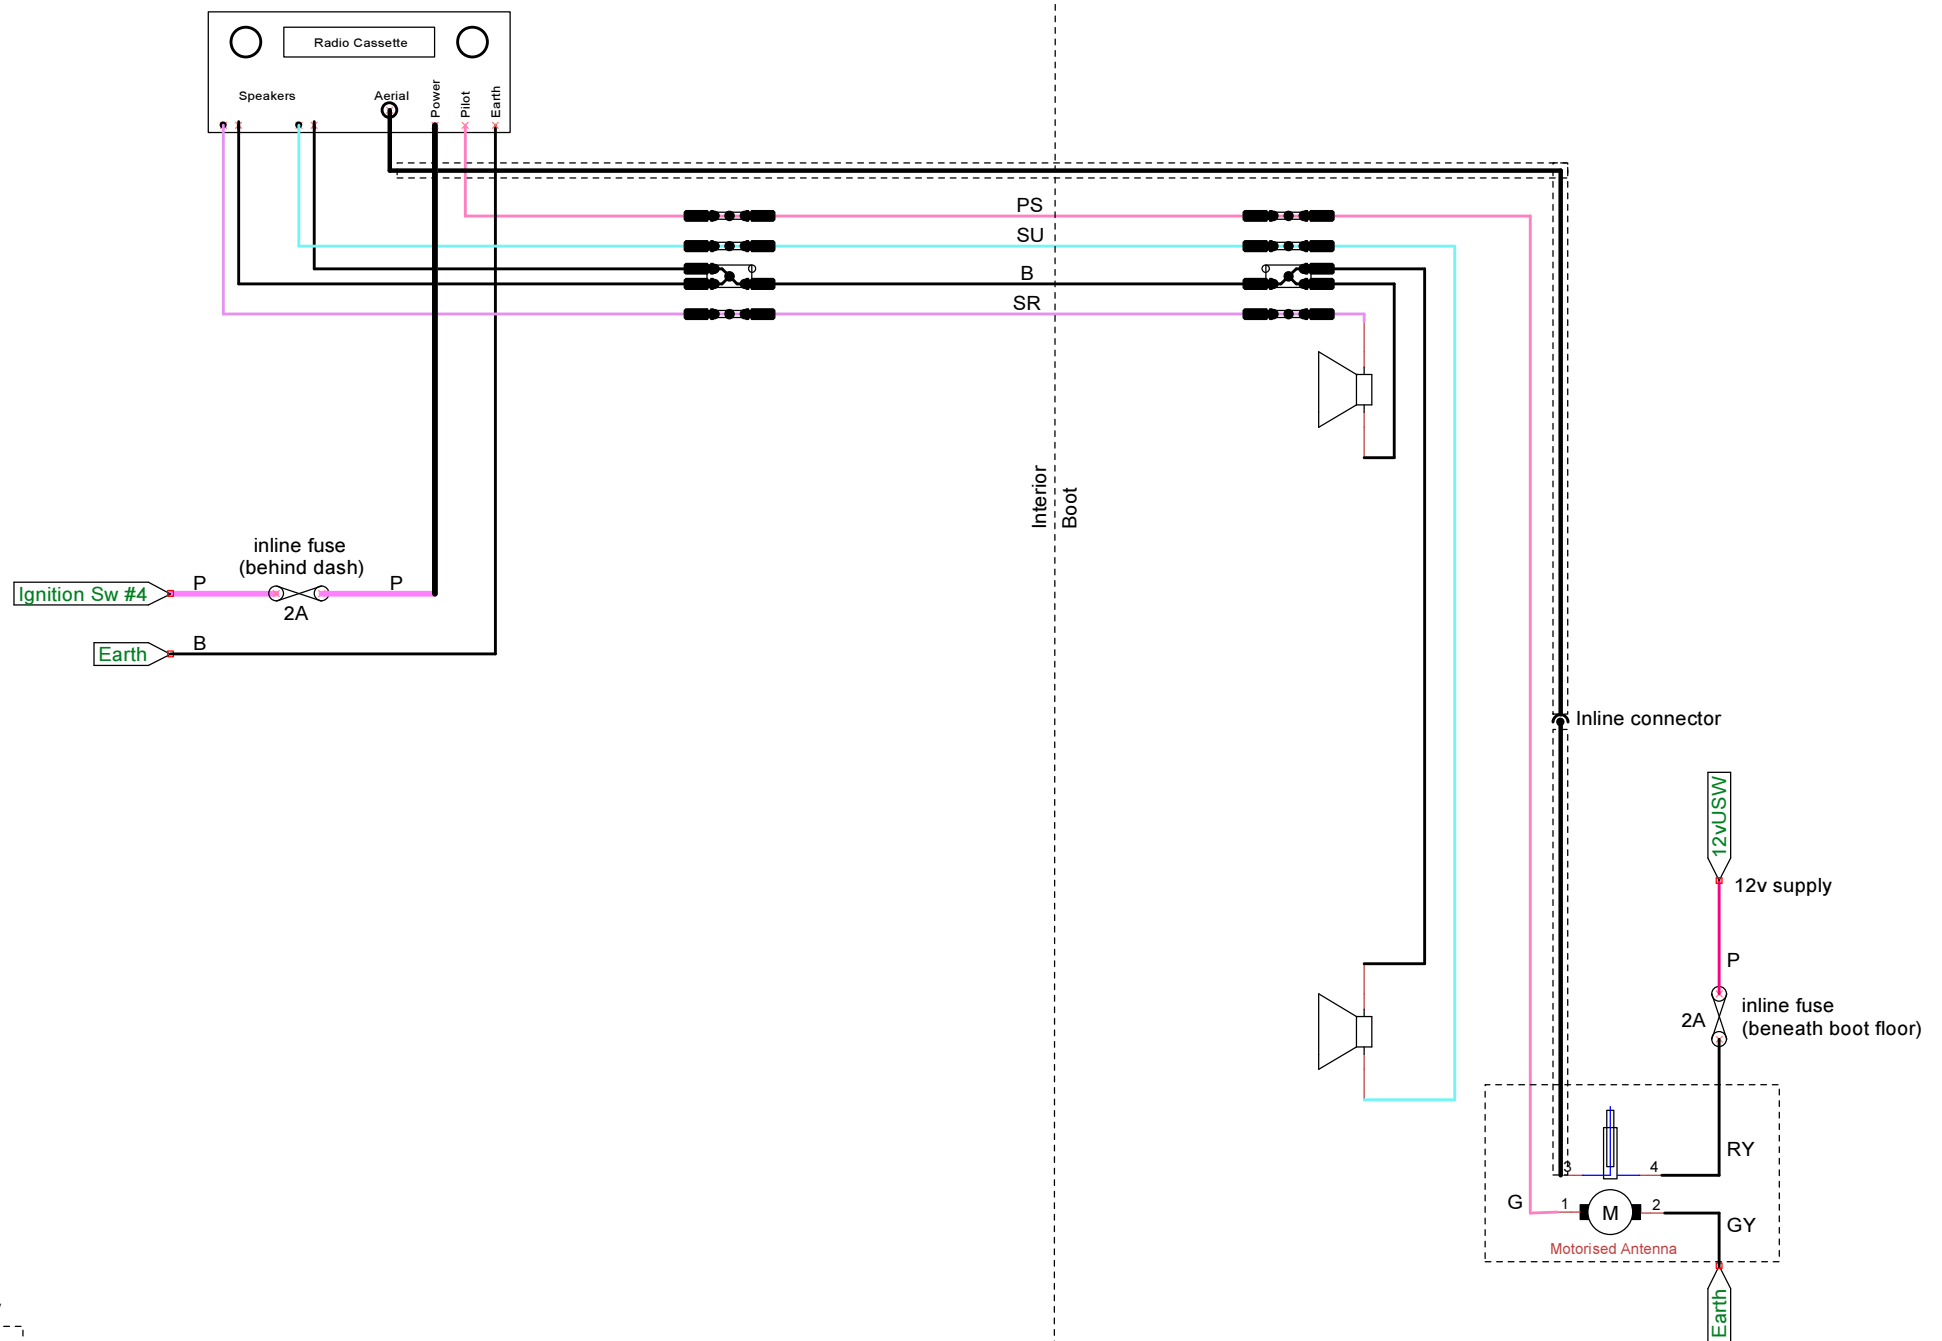 Radio Cassette
Speakers
Aerial
Power
Pilot
Earth
PS
SU
B
SR
Interior
Boot
inline fuse
(behind dash)
Ignition Sw #4
P
P
2A
Earth
B
Inline connector
12vUSW
12v supply
P
2A
inline fuse
(beneath boot floor)
RY
3
4
G
1
M
2
GY
Motorised Antenna
Earth